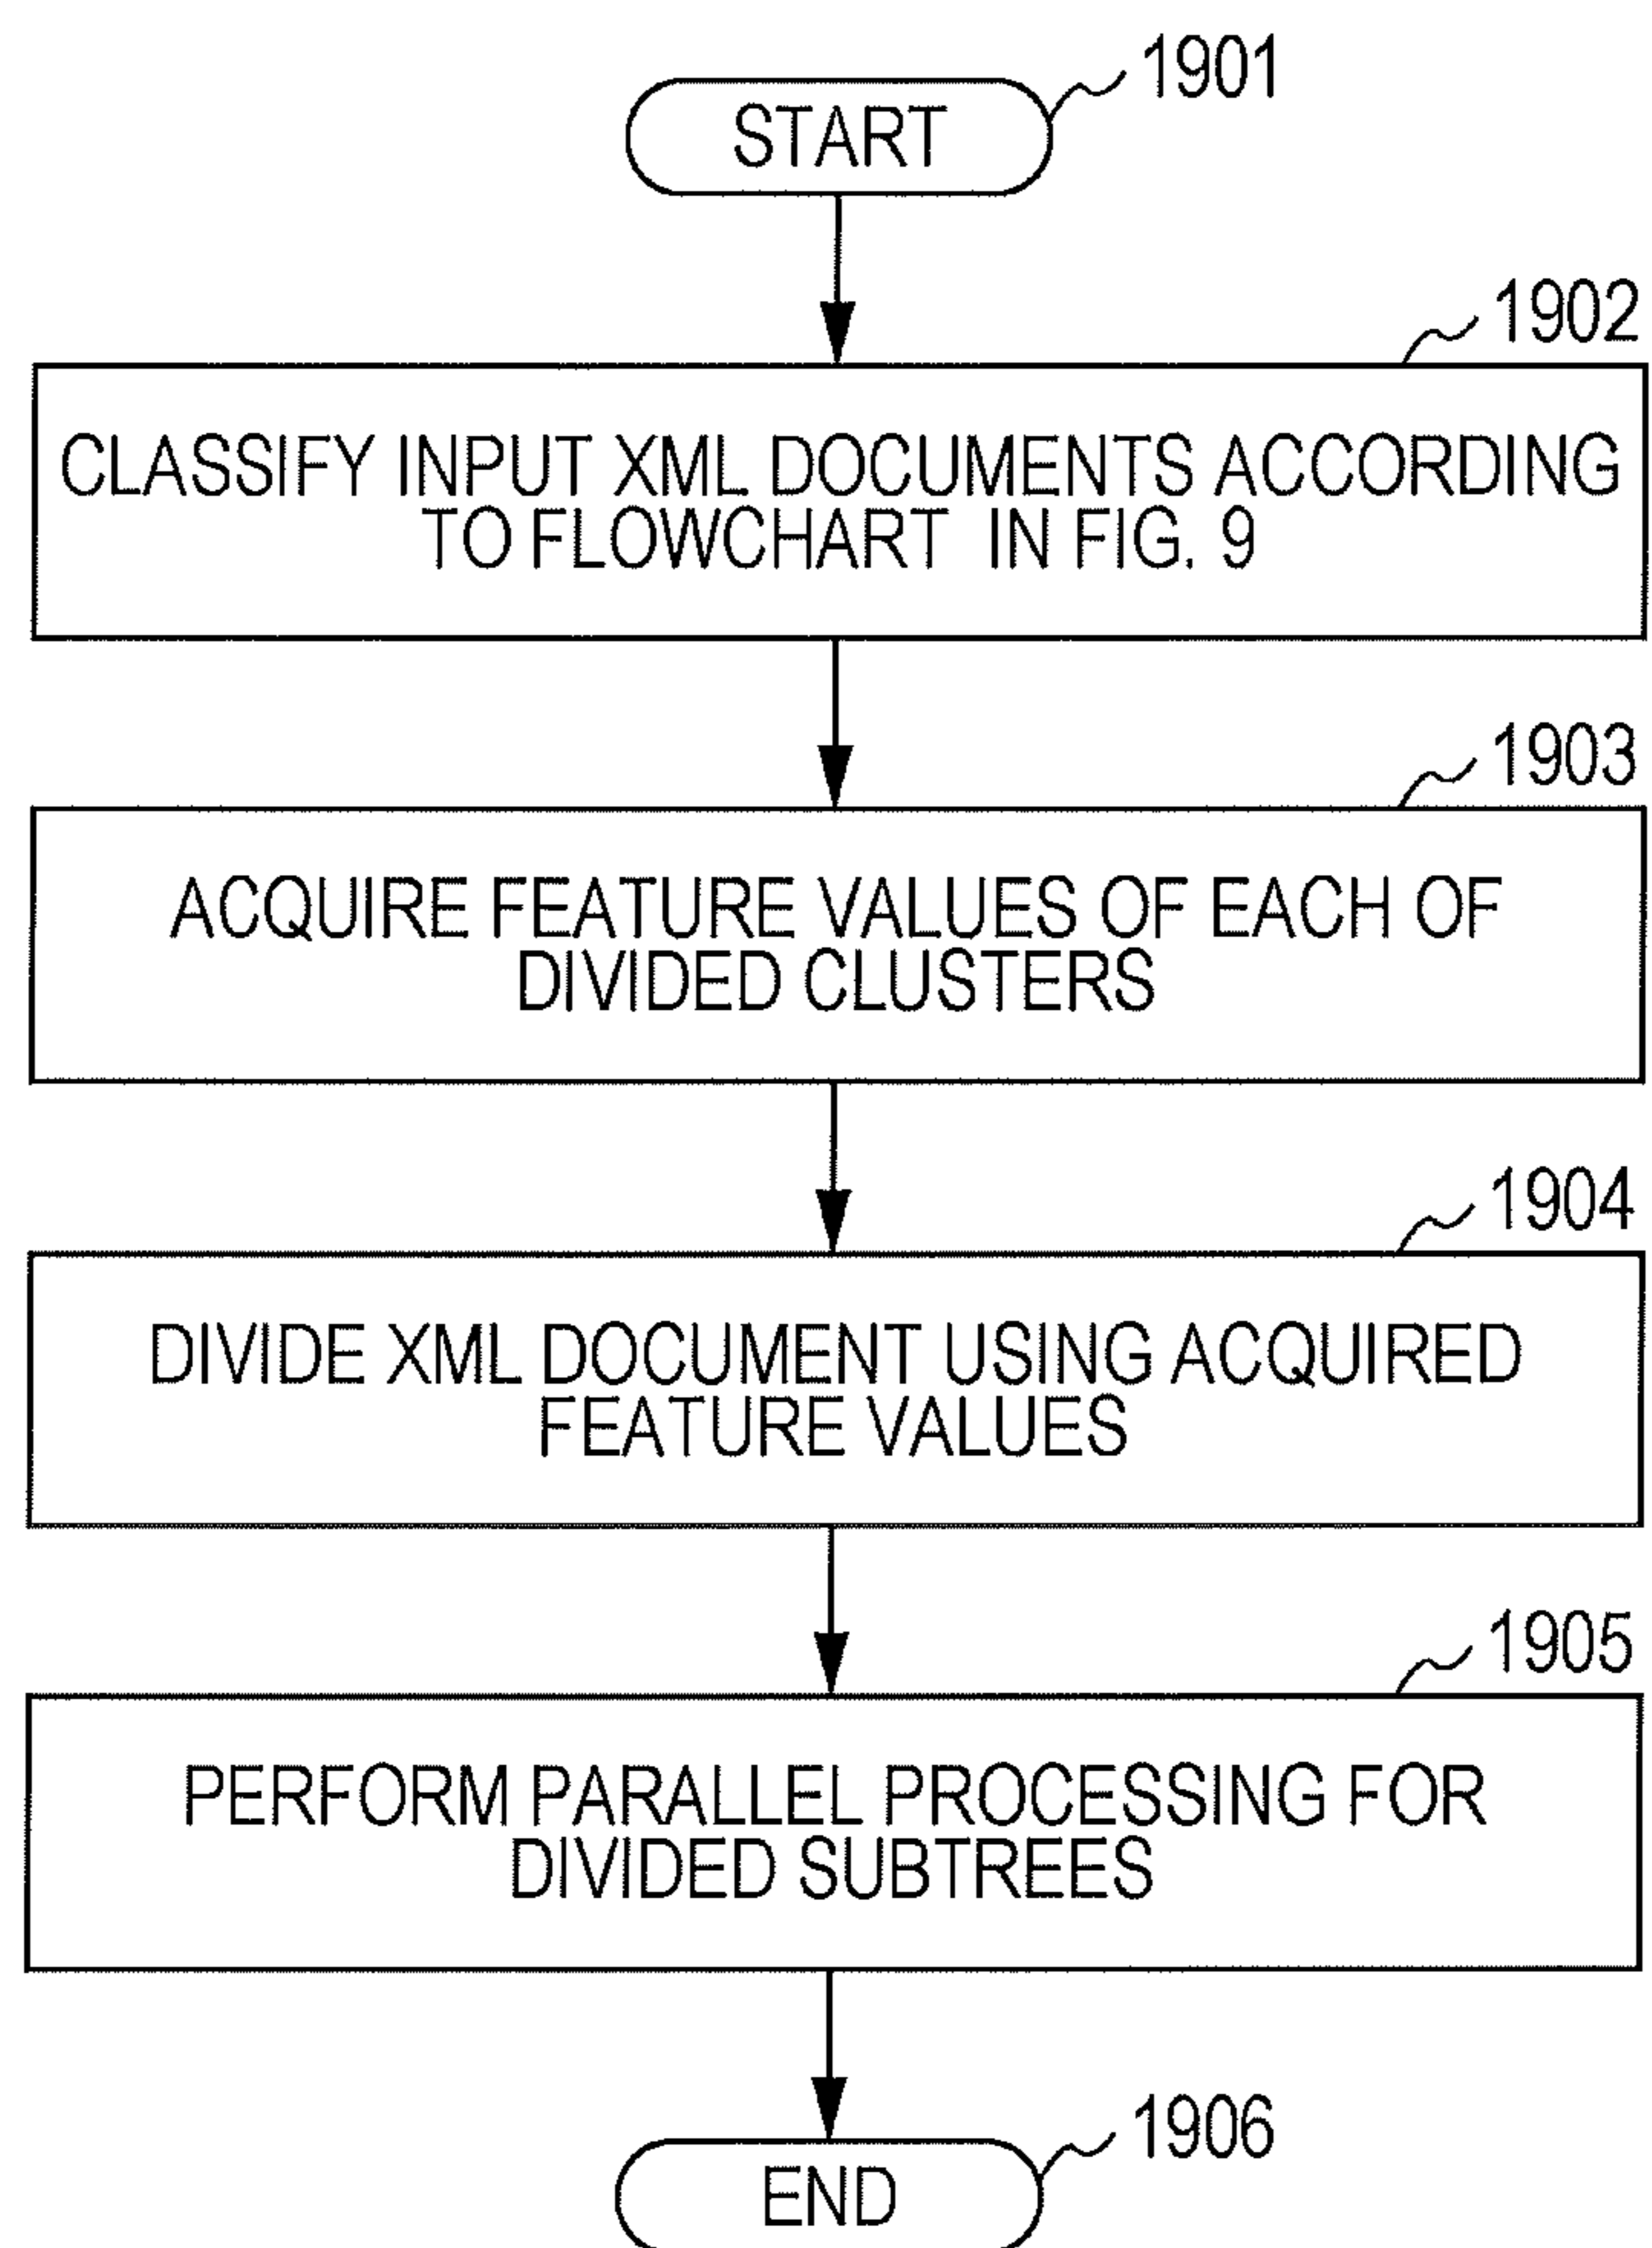 1901
START
1902
CLASSIFY INPUT XML DOCUMENTS ACCORDING
TO FLOWCHART IN FIG. 9
1903
ACQUIRE FEATURE VALUES OF EACH OF
DIVIDED CLUSTERS
1904
DIVIDE XML DOCUMENT USING ACQUIRED
FEATURE VALUES
1905
PERFORM PARALLEL PROCESSING FOR
DIVIDED SUBTREES
1906
END